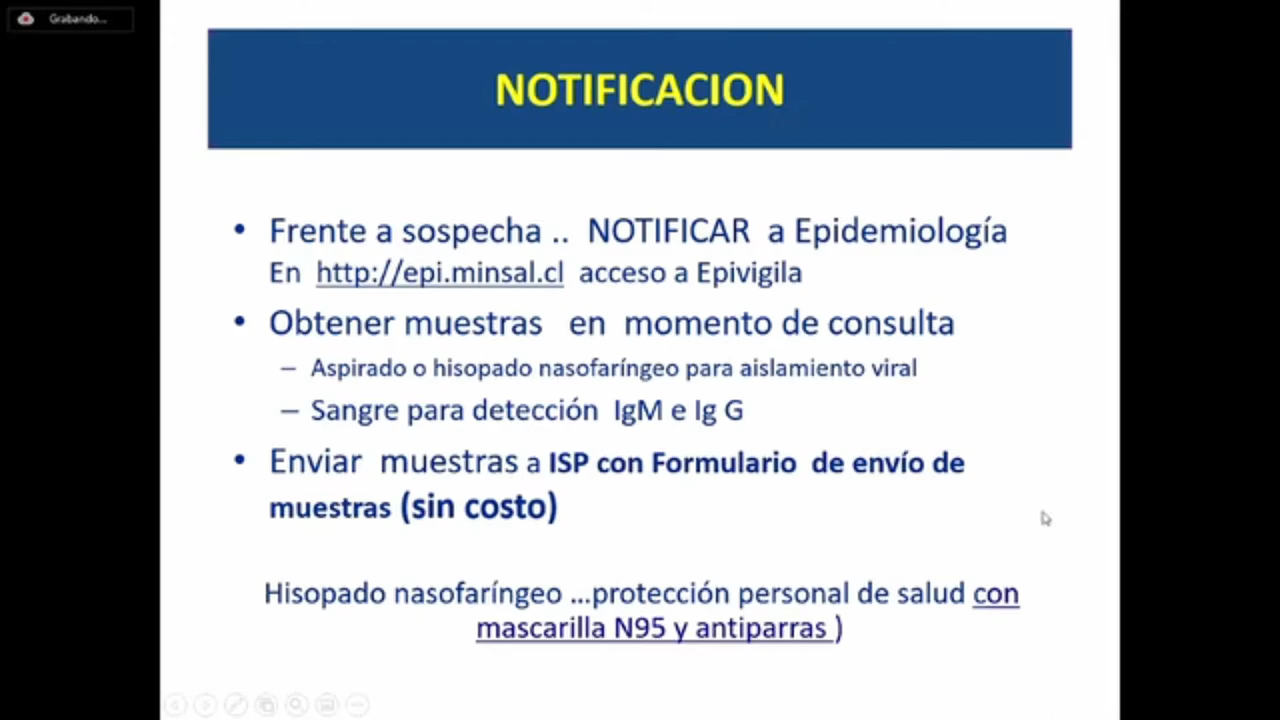 Grabando...
NOTIFICACION
• Frente a sospecha .. NOTIFICAR a Epidemiología
En http://epi.minsal.cl acceso a Epivigila
• Obtener muestras en momento de consulta
– Aspirado o hisopado nasofaríngeo para aislamiento viral
– Sangre para detección IgM e Ig G
• Enviar muestras a ISP con Formulario de envío de
muestras (sin costo)
Hisopado nasofaríngeo ...protección personal de salud con
mascarilla N95 y antiparras )